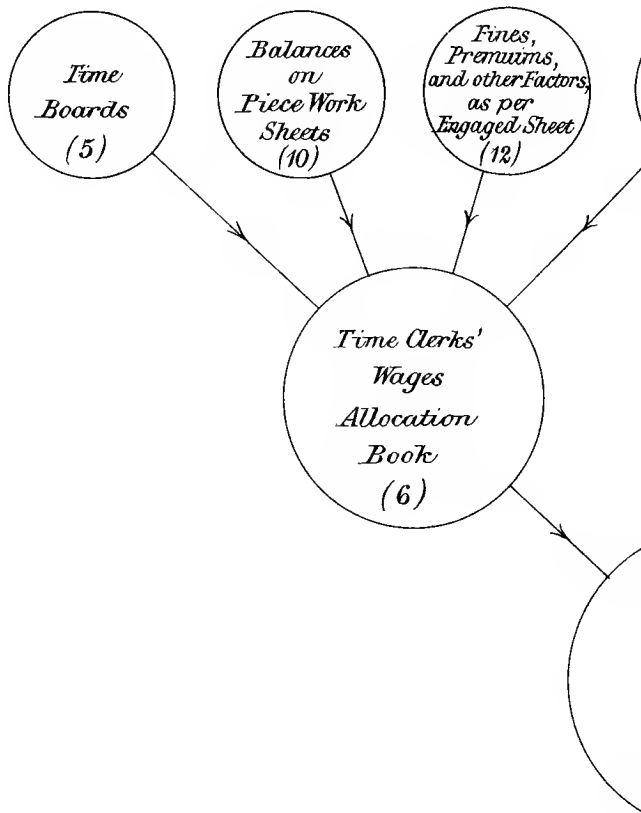 Time
Boards
(5)
Balances
on
Piece Work
Sheets
(10)
Fines,
Premuims,
and other Factors,
as per
Engaged Sheet
(12)
Time Clerks'
Wages
Allocation
Book
(6)